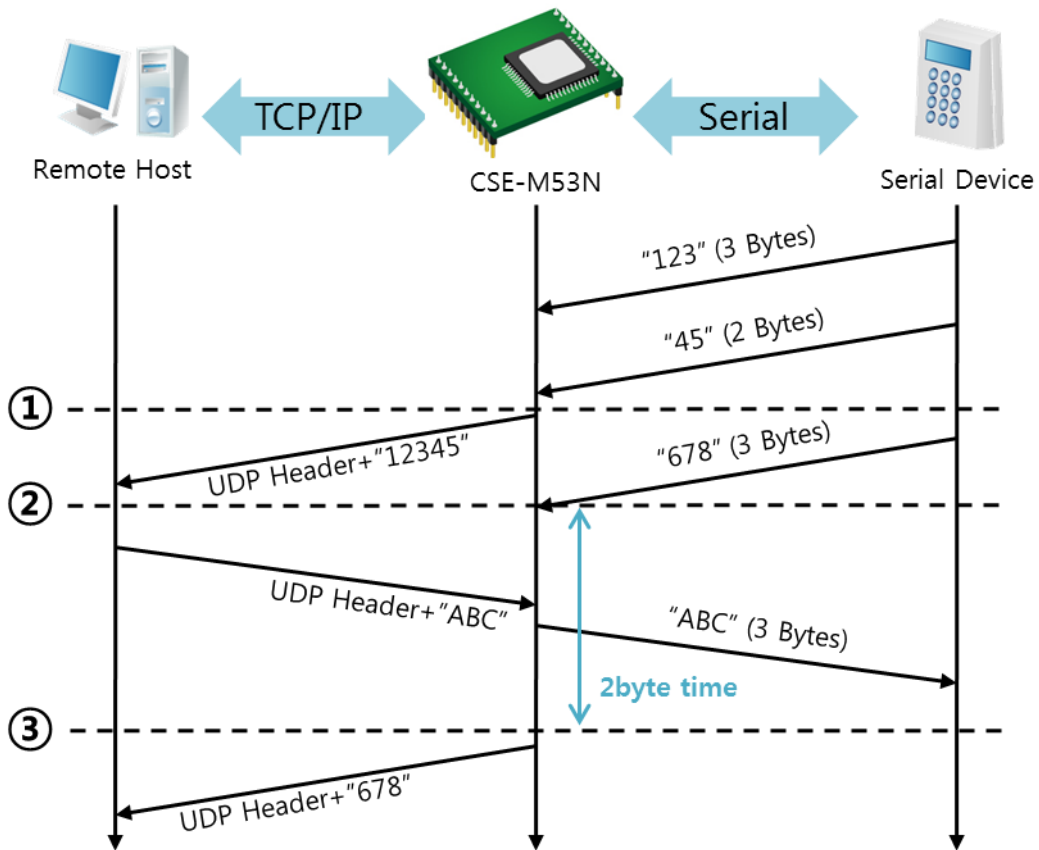 TCP/IP
Serial
Remote Host
CSE-M53N
Serial Device
“123” (3 Bytes)
“45” (2 Bytes)
①
UDP Header+“12345”
“678” (3 Bytes)
②
UDP Header+“ABC”
“ABC” (3 Bytes)
2byte time
③
UDP Header+“678”